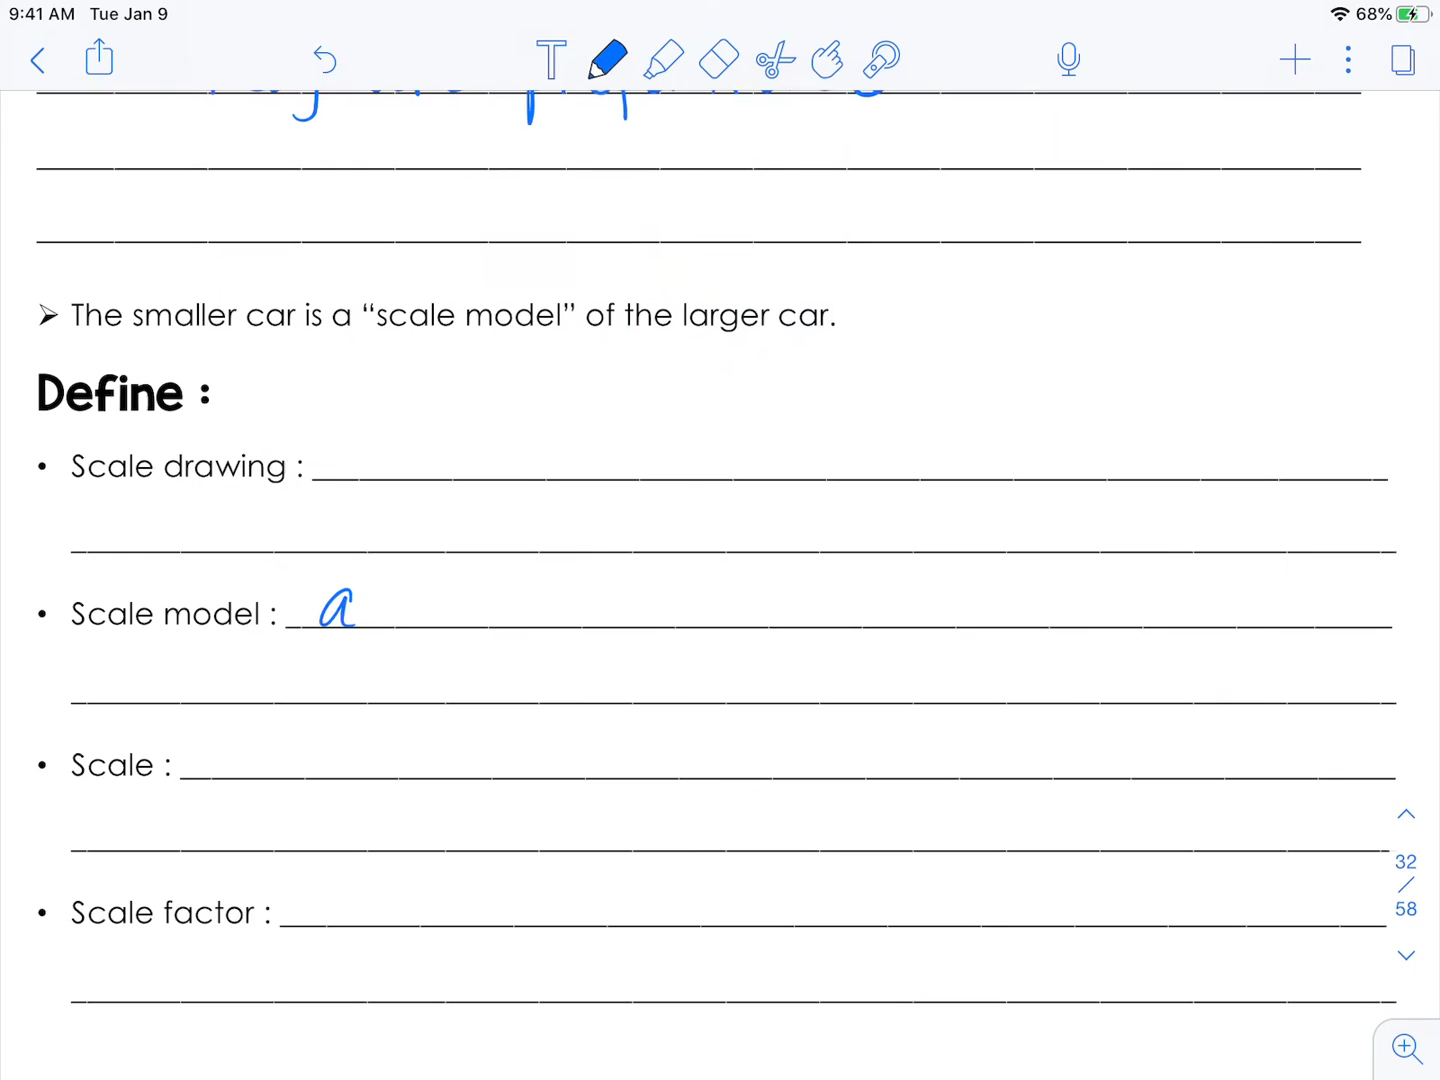 9:41 AM Tue Jan 9 68%
T
➢ The smaller car is a “scale model” of the larger car.
Define :
• Scale drawing :
• Scale model : a
• Scale :
32
/
58
• Scale factor :